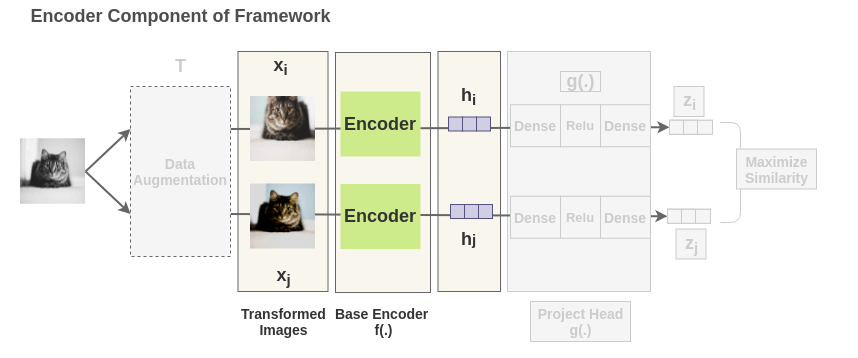 Encoder Component of Framework
T
Data
Augmentation
xi
xj
Transformed
Images
Encoder
Encoder
Base Encoder
f(.)
hi
hj
g(.)
Dense Relu Dense
Dense Relu Dense
Project Head
g(.)
zi
zj
Maximize
Similarity